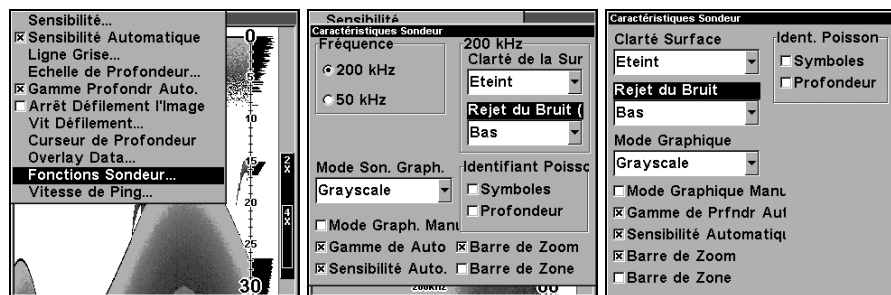 Sensibilité...
Sensibilité Automatique
Ligne Grise...
Echelle de Profondeur...
Gamme Profondr Auto.
Arrêt Défilement l'Image
Vit Défilement...
Curseur de Profondeur
Overlay Data...
Fonctions Sondeur...
Vitesse de Ping...
0
10
15
20
25
30
2X
4X
Sensibilité
Caractéristiques Sondeur
Fréquence
200 kHz
50 kHz
200 kHz
Clarté de la Sur
Eteint
Rejet du Bruit (
Bas
Mode Son. Graph.
Grayscale
Identifiant Poisso
Symboles
Profondeur
Mode Graph. Manu
Gamme de Auto
Barre de Zoom
Sensibilité Auto.
Barre de Zone
200kHz
60
Caractéristiques Sondeur
Clarté Surface
Eteint
Ident. Poisson
Symboles
Profondeur
Rejet du Bruit
Bas
Mode Graphique
Grayscale
Mode Graphique Manu
Gamme de Prfndr Aut
Sensibilité Automatiqu
Barre de Zoom
Barre de Zone